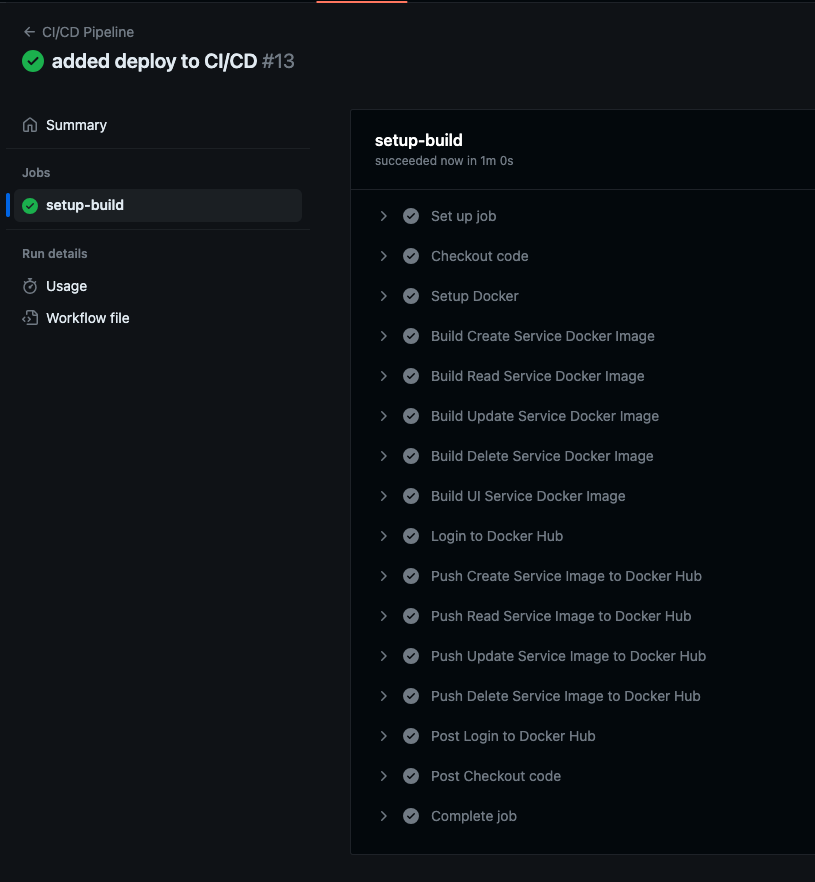 CI/CD Pipeline
added deploy to CI/CD #13
Summary
Jobs
setup-build
Run details
Usage
Workflow file
setup-build
succeeded now in 1m 0s
Set up job
Checkout code
Setup Docker
Build Create Service Docker Image
Build Read Service Docker Image
Build Update Service Docker Image
Build Delete Service Docker Image
Build UI Service Docker Image
Login to Docker Hub
Push Create Service Image to Docker Hub
Push Read Service Image to Docker Hub
Push Update Service Image to Docker Hub
Push Delete Service Image to Docker Hub
Post Login to Docker Hub
Post Checkout code
Complete job